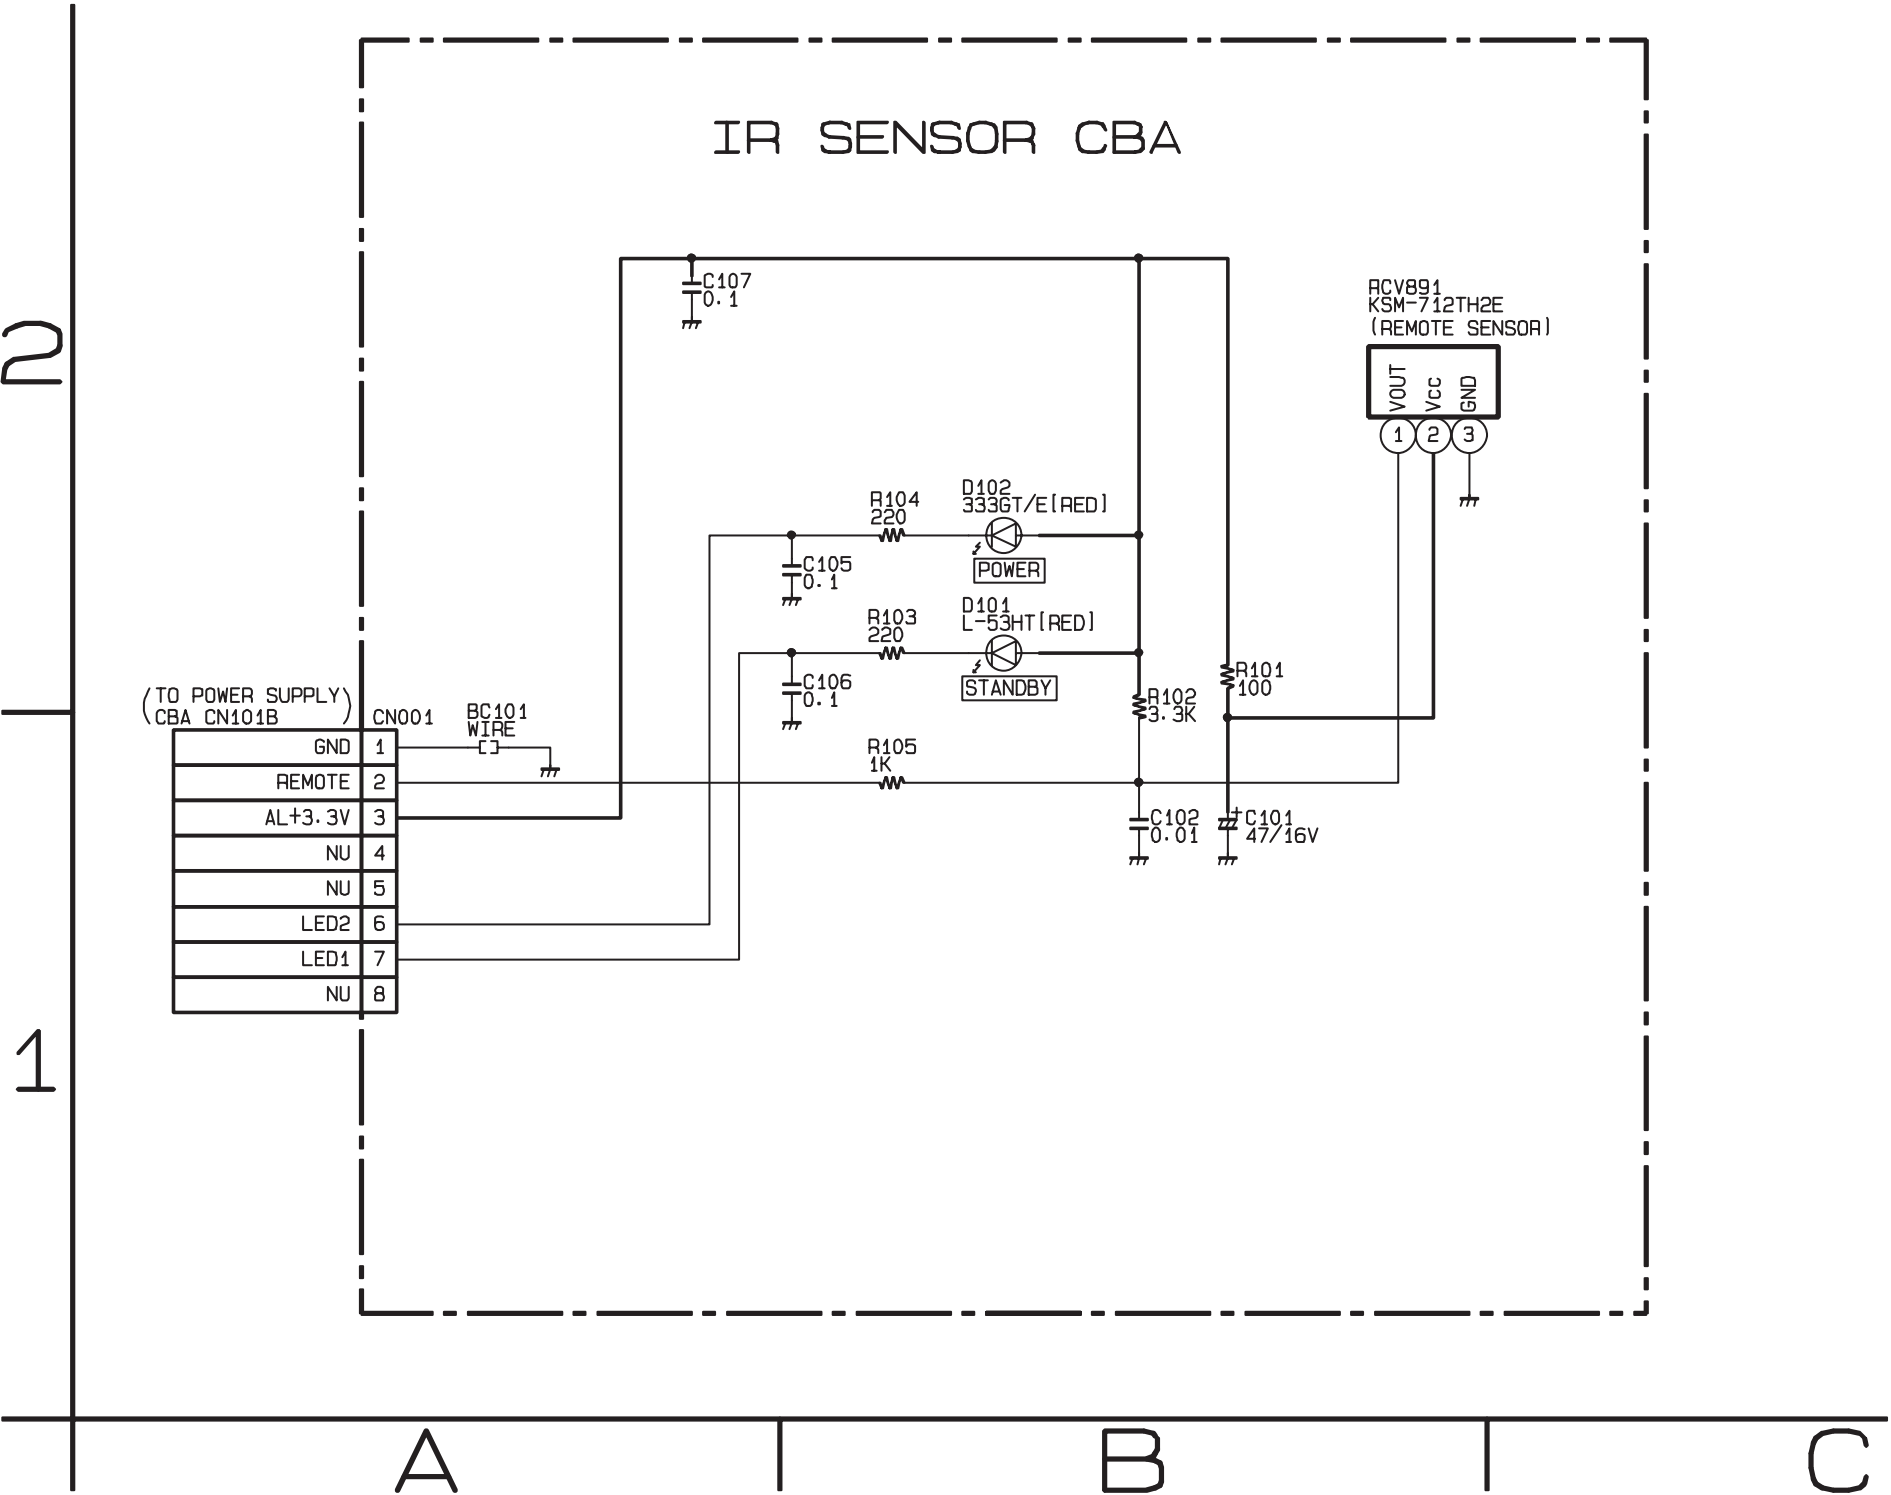 IR SENSOR CBA
2
C107
0.1
RCV891
KSM-712TH2E
(REMOTE SENSOR)
VOUT
Vcc
GND
1
2
3
R104
220
D102
333GT/E[RED]
POWER
C105
0.1
R103
220
D101
L-53HT[RED]
STANDBY
C106
0.1
R101
100
R102
3.3K
(TO POWER SUPPLY)
(CBA CN101B)
CN001
BC101
WIRE
R105
1K
GND 1
REMOTE 2
AL+3.3V 3
NU 4
NU 5
LED2 6
LED1 7
NU 8
C102
0.01
+
C101
47/16V
1
A
B
C